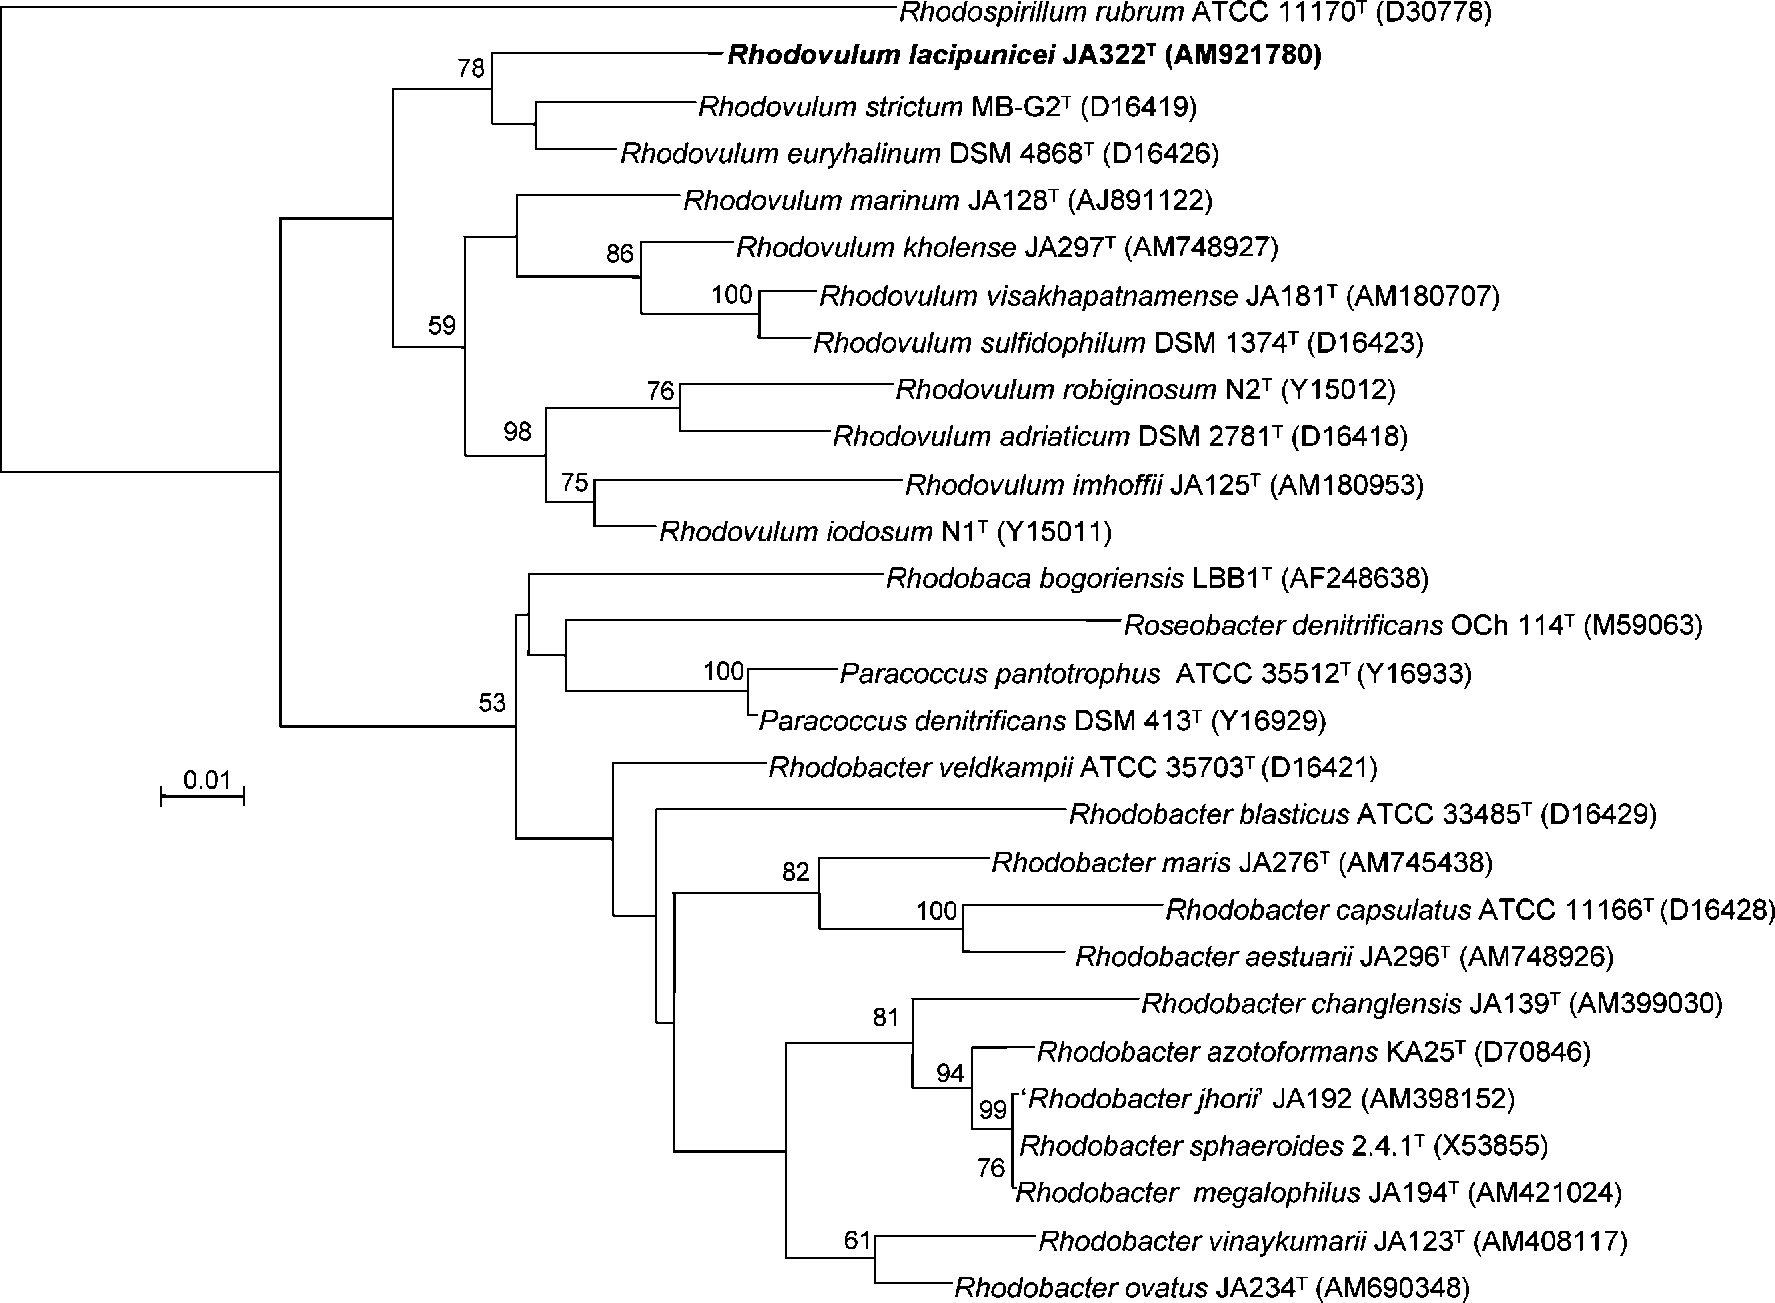 Rhodospirillum rubrum ATCC 11170ᵀ (D30778)
Rhodovulum lacipunicei JA322ᵀ (AM921780)
78
Rhodovulum strictum MB-G2ᵀ (D16419)
Rhodovulum euryhalinum DSM 4868ᵀ (D16426)
Rhodovulum marinum JA128ᵀ (AJ891122)
86 Rhodovulum kholense JA297ᵀ (AM748927)
100 Rhodovulum visakhapatnamense JA181ᵀ (AM180707)
59
Rhodovulum sulfidophilum DSM 1374ᵀ (D16423)
76 Rhodovulum robiginosum N2ᵀ (Y15012)
98 Rhodovulum adriaticum DSM 2781ᵀ (D16418)
75 Rhodovulum imhoffii JA125ᵀ (AM180953)
Rhodovulum iodosum N1ᵀ (Y15011)
Rhodobaca bogoriensis LBB1ᵀ (AF248638)
Roseobacter denitrificans OCh 114ᵀ (M59063)
100 Paracoccus pantotrophus ATCC 35512ᵀ (Y16933)
53
Paracoccus denitrificans DSM 413ᵀ (Y16929)
Rhodobacter veldkampii ATCC 35703ᵀ (D16421)
0.01
Rhodobacter blasticus ATCC 33485ᵀ (D16429)
82 Rhodobacter maris JA276ᵀ (AM745438)
100 Rhodobacter capsulatus ATCC 11166ᵀ (D16428)
Rhodobacter aestuarii JA296ᵀ (AM748926)
81 Rhodobacter changlensis JA139ᵀ (AM399030)
Rhodobacter azotoformans KA25ᵀ (D70846)
94
99 ‘Rhodobacter jhorii’ JA192 (AM398152)
Rhodobacter sphaeroides 2.4.1ᵀ (X53855)
76
Rhodobacter megalophilus JA194ᵀ (AM421024)
61 Rhodobacter vinaykumarii JA123ᵀ (AM408117)
Rhodobacter ovatus JA234ᵀ (AM690348)